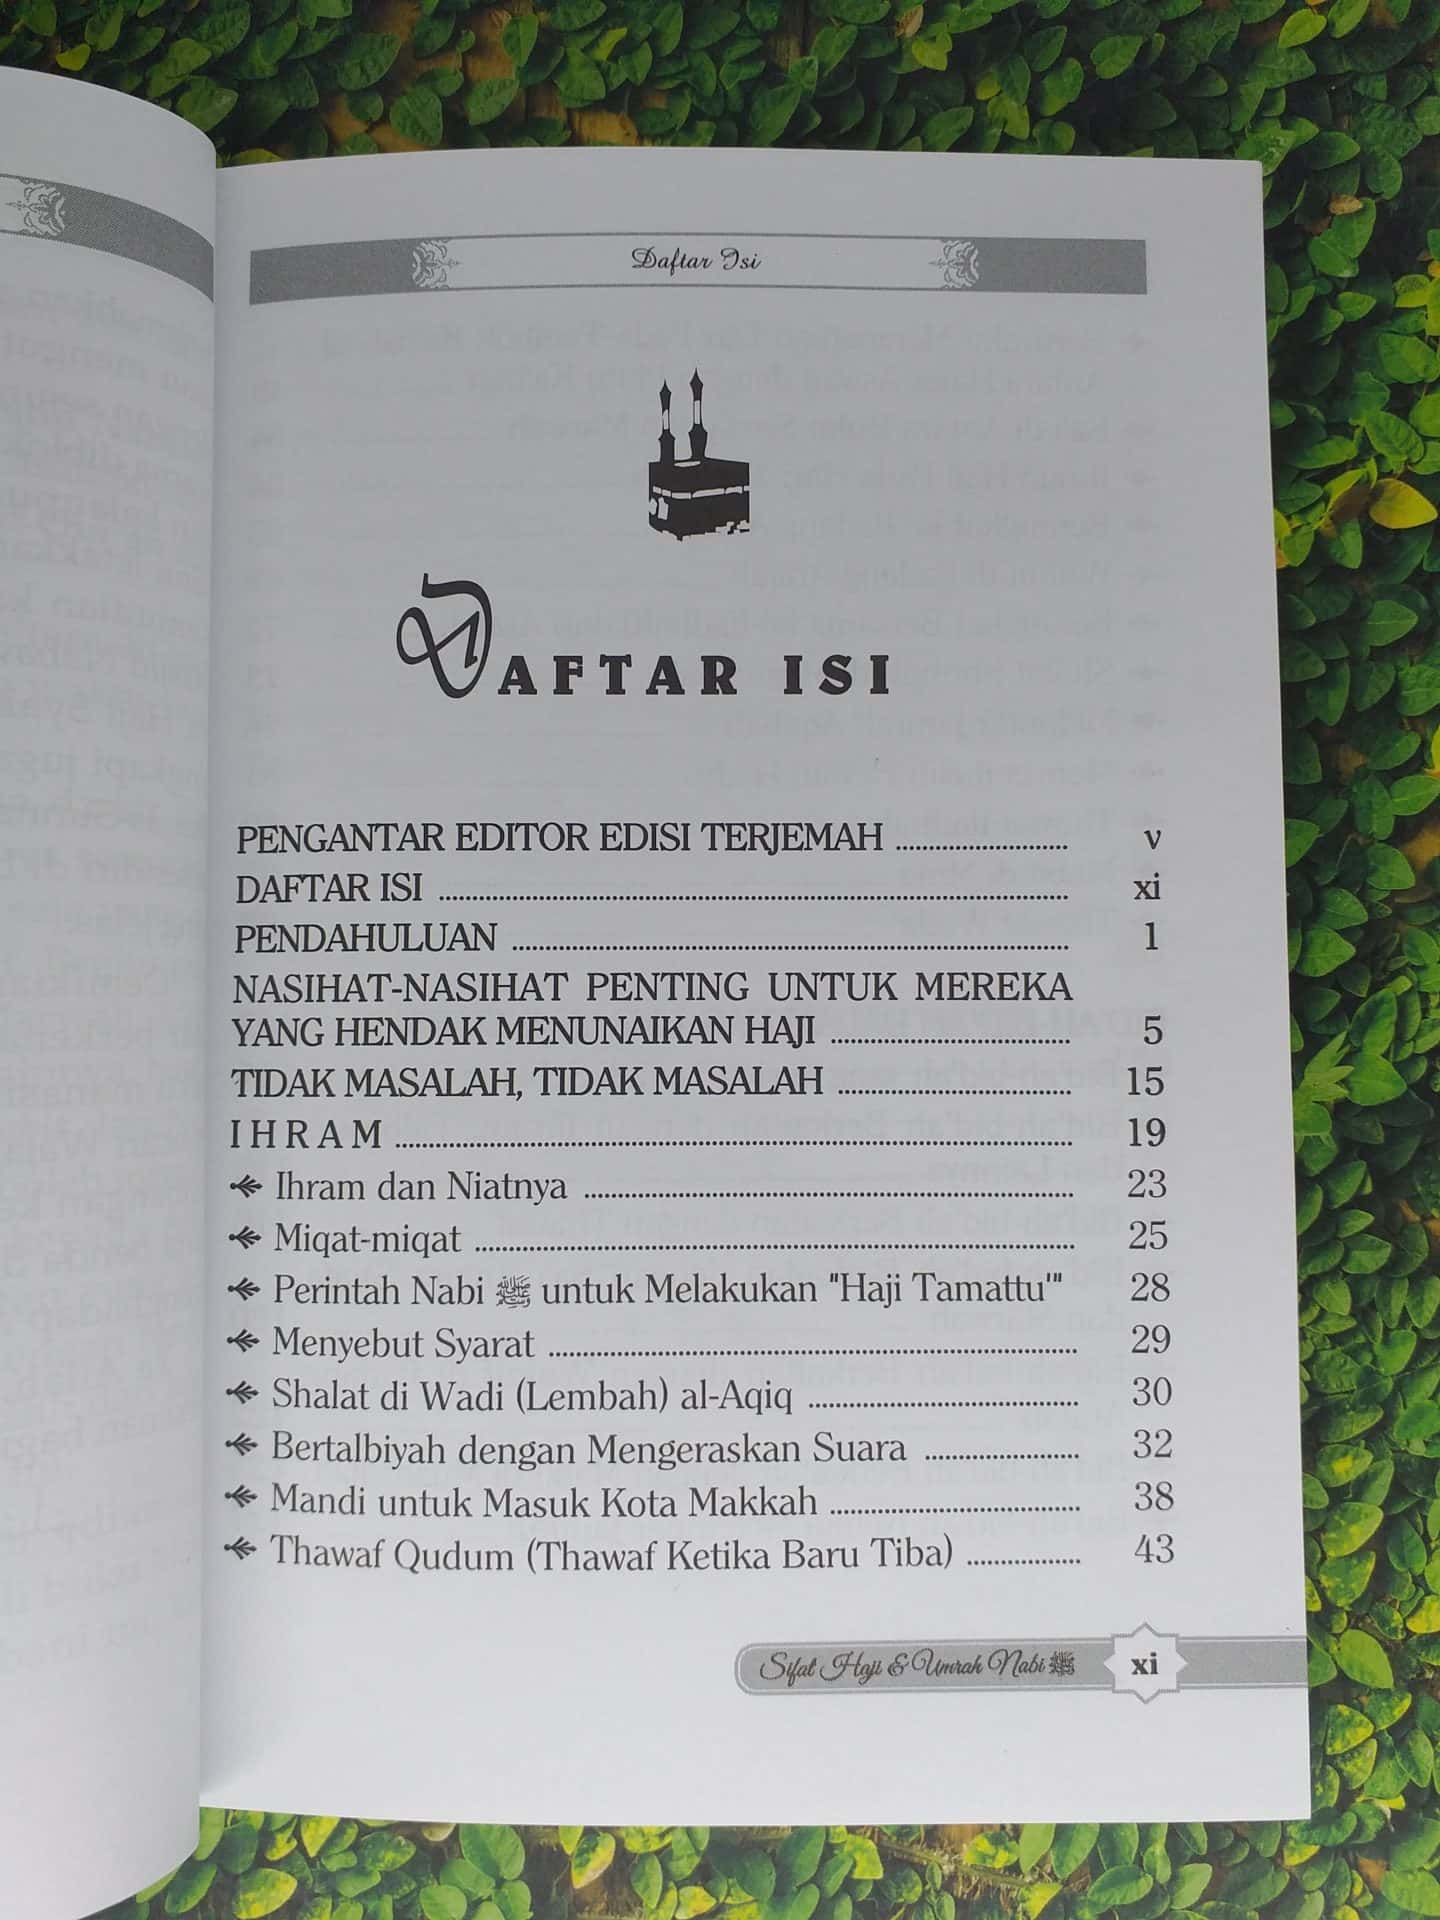 Daftar Isi
DAFTAR ISI
PENGANTAR EDITOR EDISI TERJEMAH ............ v
DAFTAR ISI ............ xi
PENDAHULUAN ............ 1
NASIHAT-NASIHAT PENTING UNTUK MEREKA
YANG HENDAK MENUNAIKAN HAJI ............ 5
TIDAK MASALAH, TIDAK MASALAH ............ 15
I H R A M ............ 19
Ihram dan Niatnya ............ 23
Miqat-miqat ............ 25
Perintah Nabi ﷺ untuk Melakukan "Haji Tamattu'" 28
Menyebut Syarat ............ 29
Shalat di Wadi (Lembah) al-Aqiq ............ 30
Bertalbiyah dengan Mengeraskan Suara ............ 32
Mandi untuk Masuk Kota Makkah ............ 38
Thawaf Qudum (Thawaf Ketika Baru Tiba) ............ 43
Sifat Haji & Umrah Nabi ﷺ xi